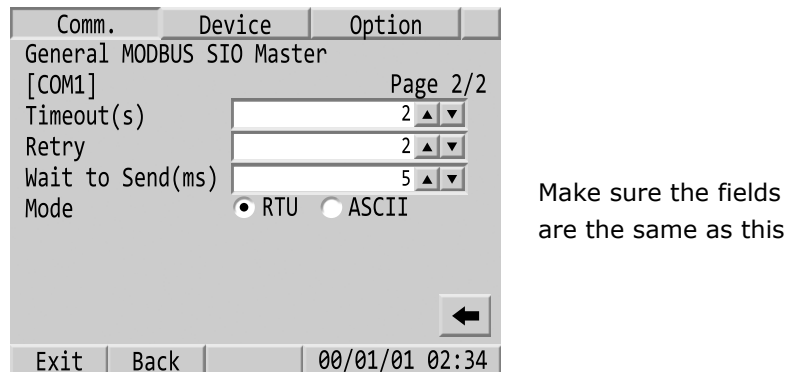 Comm. Device Option
General MODBUS SIO Master
[COM1] Page 2/2
Timeout(s) 2
Retry 2
Wait to Send(ms) 5
Mode RTU ASCII
Make sure the fields
are the same as this
Exit Back 00/01/01 02:34